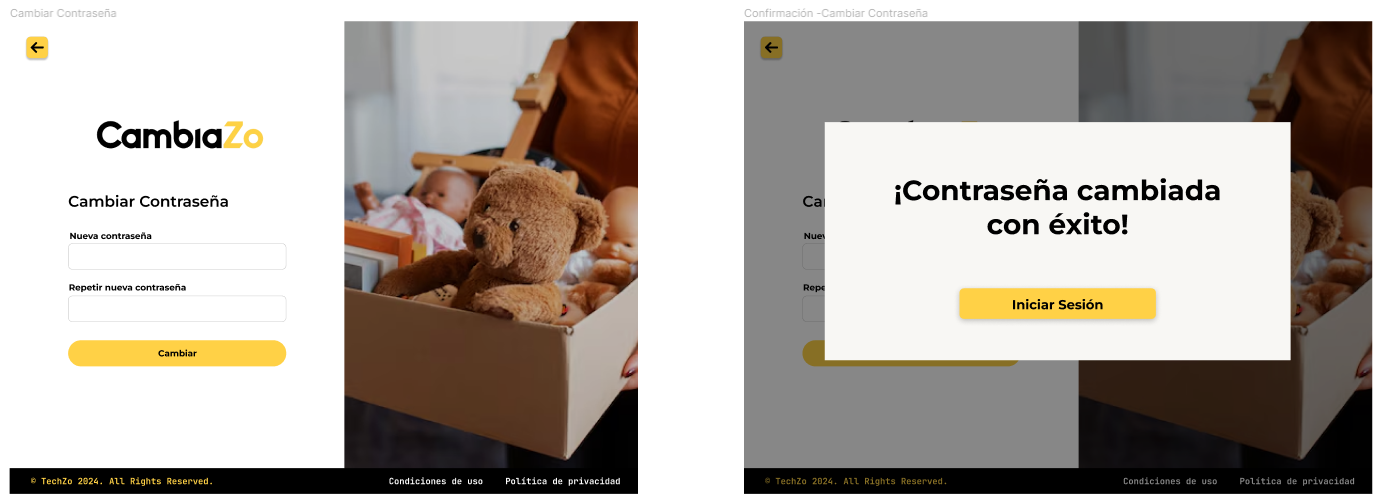 Cambiar Contraseña
CambiaZo
Cambiar Contraseña
Nueva contraseña
Repetir nueva contraseña
Cambiar
© TechZo 2024. All Rights Reserved.
Condiciones de uso
Política de privacidad
Confirmación -Cambiar Contraseña
¡Contraseña cambiada
con éxito!
Iniciar Sesión
© TechZo 2024. All Rights Reserved.
Condiciones de uso
Política de privacidad